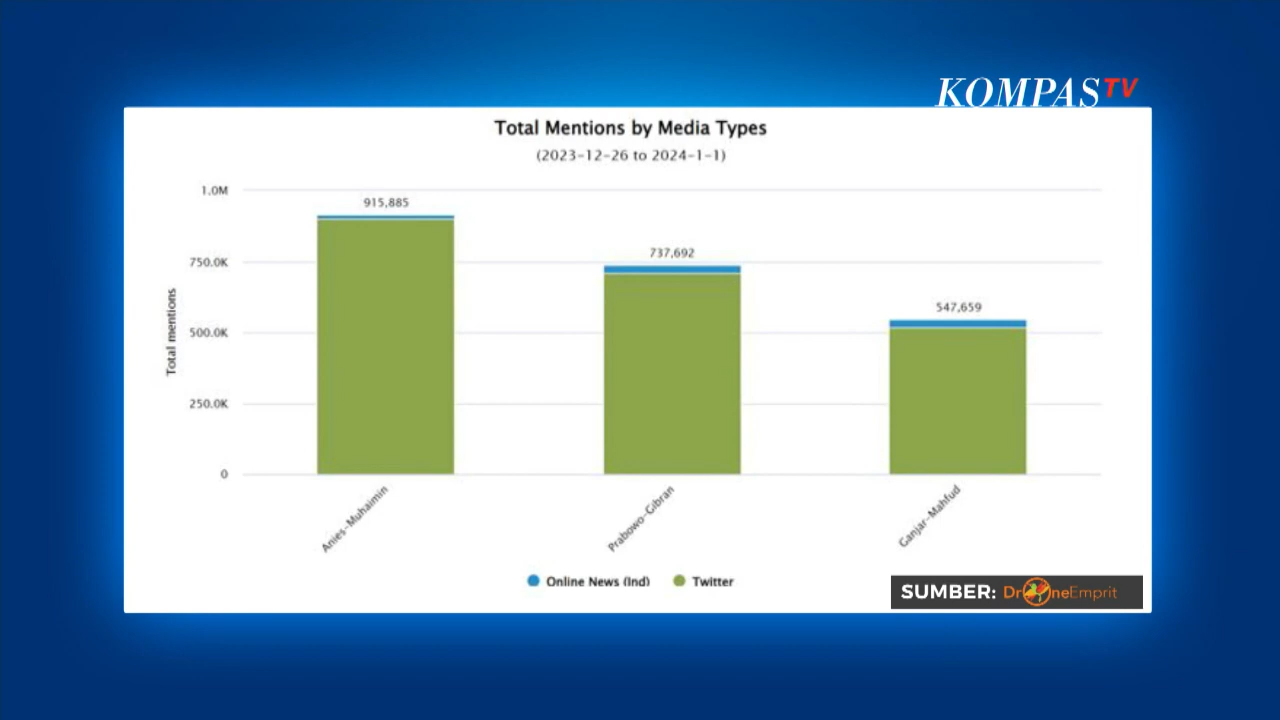 KOMPASTV
Total Mentions by Media Types
(2023-12-26 to 2024-1-1)
1,0M
750.0K
500.0K
250.0K
0
Total mentions
915,885
737,692
547,659
Anies-Muhaimin
Prabowo-Gibran
Ganjar-Mahfud
Online News (Ind)
Twitter
SUMBER: DroneEmprit